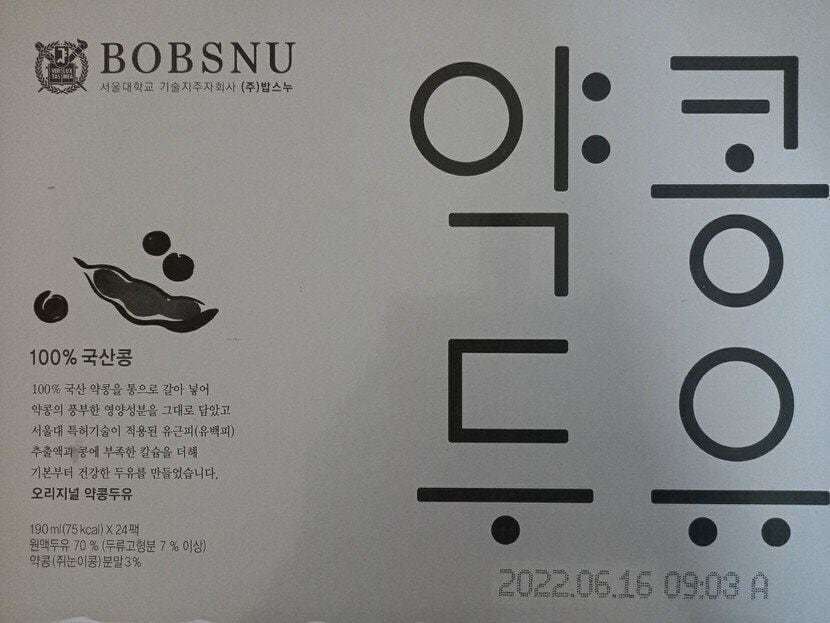 BOBSNU
서울대학교 기술지주자회사 (주)밥스누
약콩
두유
100% 국산콩
100% 국산 약콩을 통으로 갈아 넣어
약콩의 풍부한 영양성분을 그대로 담았고
서울대 특허기술이 적용된 유근피(유백피)
추출액과 콩에 부족한 칼슘을 더해
기본부터 건강한 두유를 만들었습니다.
오리지널 약콩두유
190ml(75kcal) X 24팩
원액두유 70% (두류고형분 7% 이상)
약콩(쥐눈이콩)분말3%
2022.06.16 09:03 A